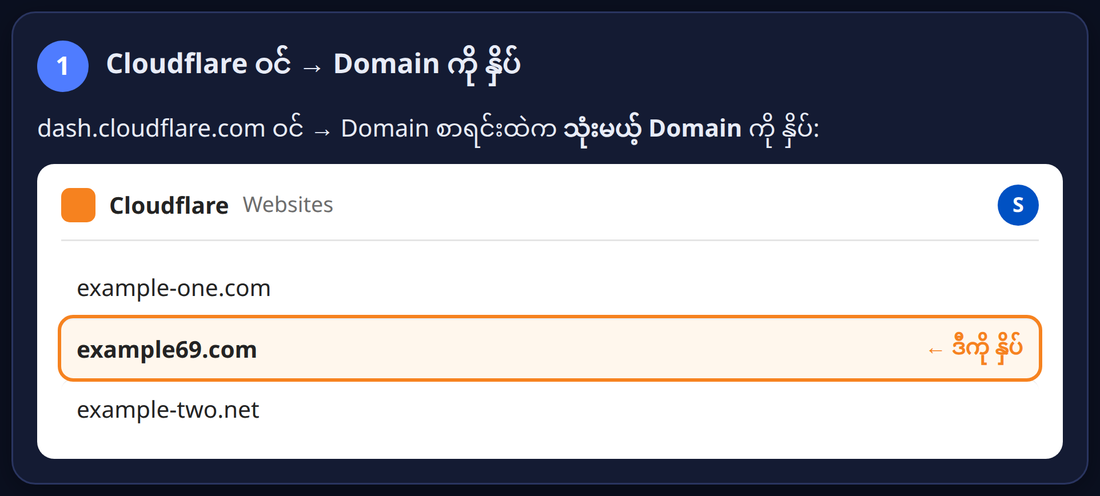 1 Cloudflare ဝင် → Domain ကို နှိပ်
dash.cloudflare.com ဝင် → Domain စာရင်းထဲက သုံးမယ့် Domain ကို နှိပ်:
Cloudflare Websites S
example-one.com
example69.com ← ဒီကို နှိပ်
example-two.net